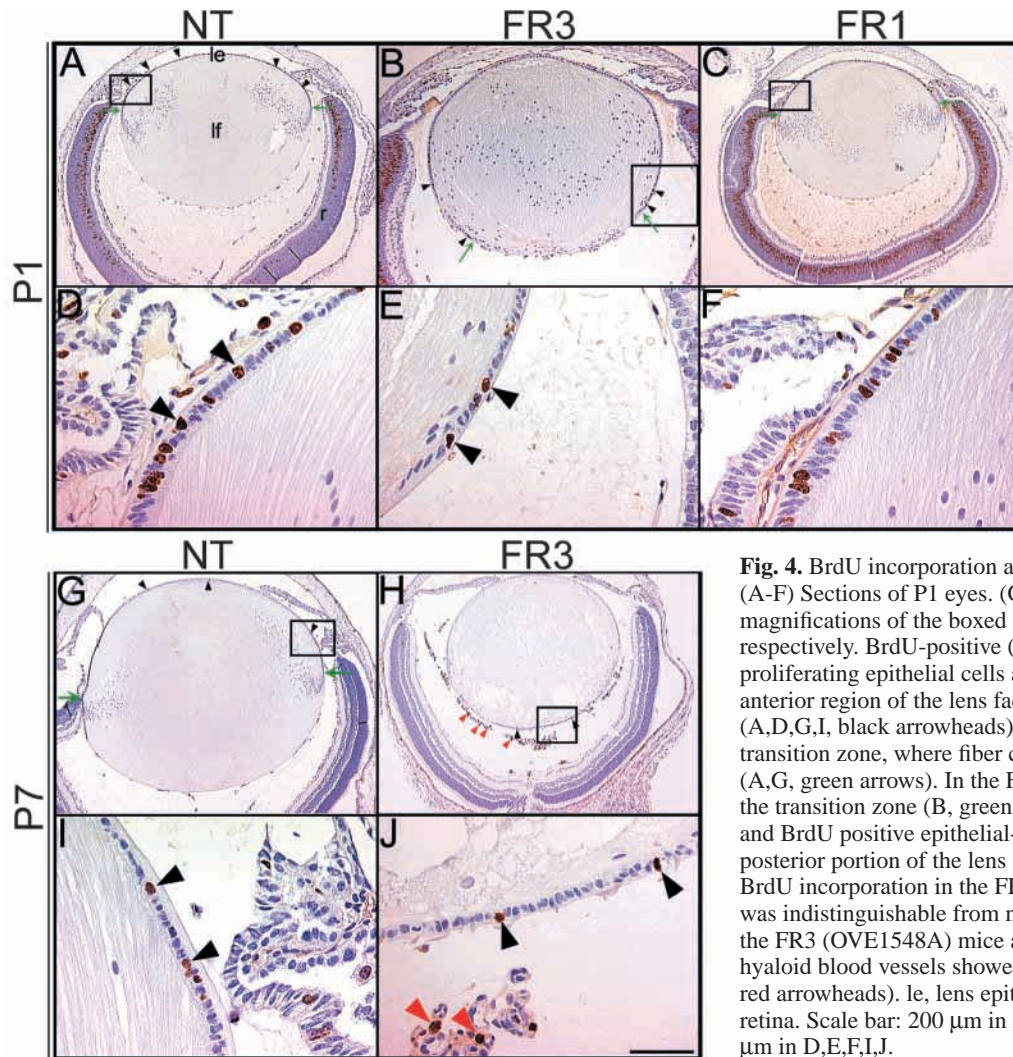 NT FR3 FR1
P1
A le lf r
B
C
D
E
F
NT FR3
P7
G
H
I
J
Fig. 4. BrdU incorporation a
(A-F) Sections of P1 eyes. (G
magnifications of the boxed
respectively. BrdU-positive (
proliferating epithelial cells a
anterior region of the lens fac
(A,D,G,I, black arrowheads)
transition zone, where fiber c
(A,G, green arrows). In the F
the transition zone (B, green
and BrdU positive epithelial-
posterior portion of the lens
BrdU incorporation in the FR
was indistinguishable from n
the FR3 (OVE1548A) mice a
hyaloid blood vessels showe
red arrowheads). le, lens epit
retina. Scale bar: 200 μm in
μm in D,E,F,I,J.